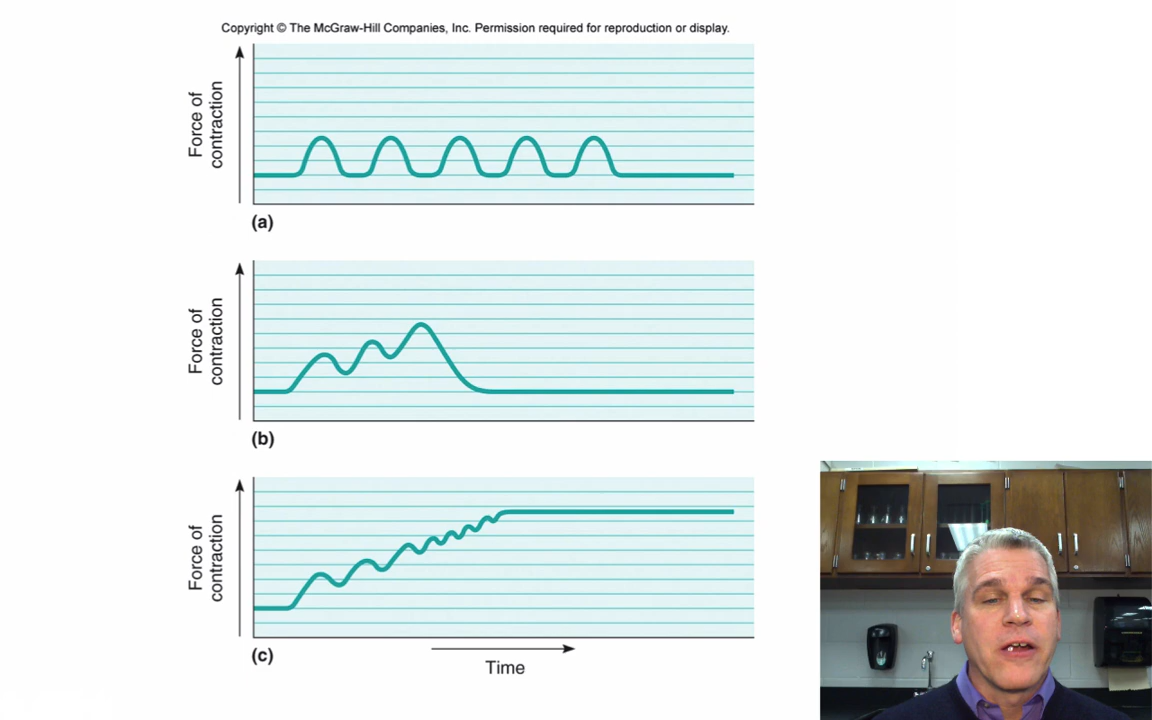 Copyright © The McGraw-Hill Companies, Inc. Permission required for reproduction or display.
Force of
contraction
(a)
Force of
contraction
(b)
Force of
contraction
(c)
Time